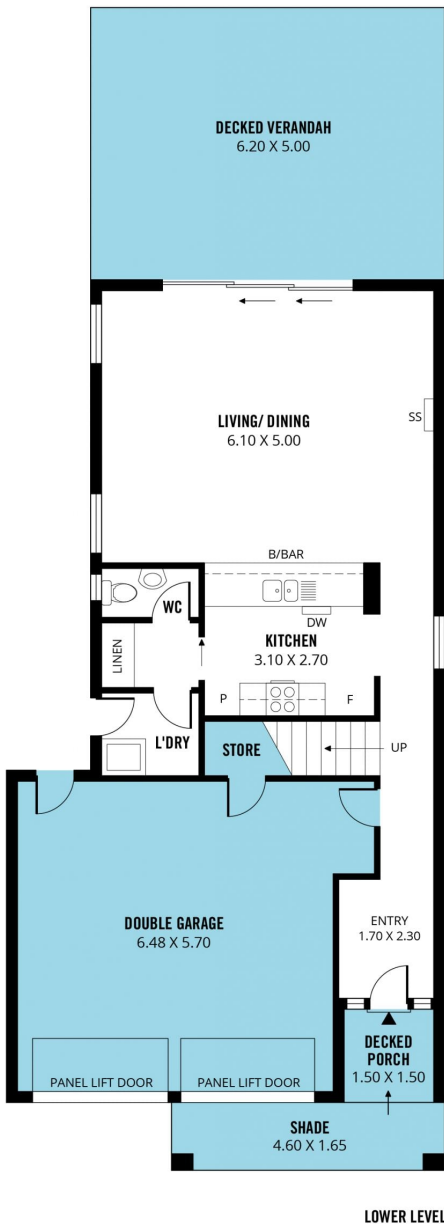 DECKED VERANDAH
6.20 X 5.00
LIVING/ DINING
6.10 X 5.00
SS
B/BAR
WC
DW
LINEN
KITCHEN
3.10 X 2.70
P
F
L'DRY
STORE
UP
DOUBLE GARAGE
6.48 X 5.70
ENTRY
1.70 X 2.30
DECKED
PORCH
1.50 X 1.50
PANEL LIFT DOOR
PANEL LIFT DOOR
SHADE
4.60 X 1.65
LOWER LEVEL